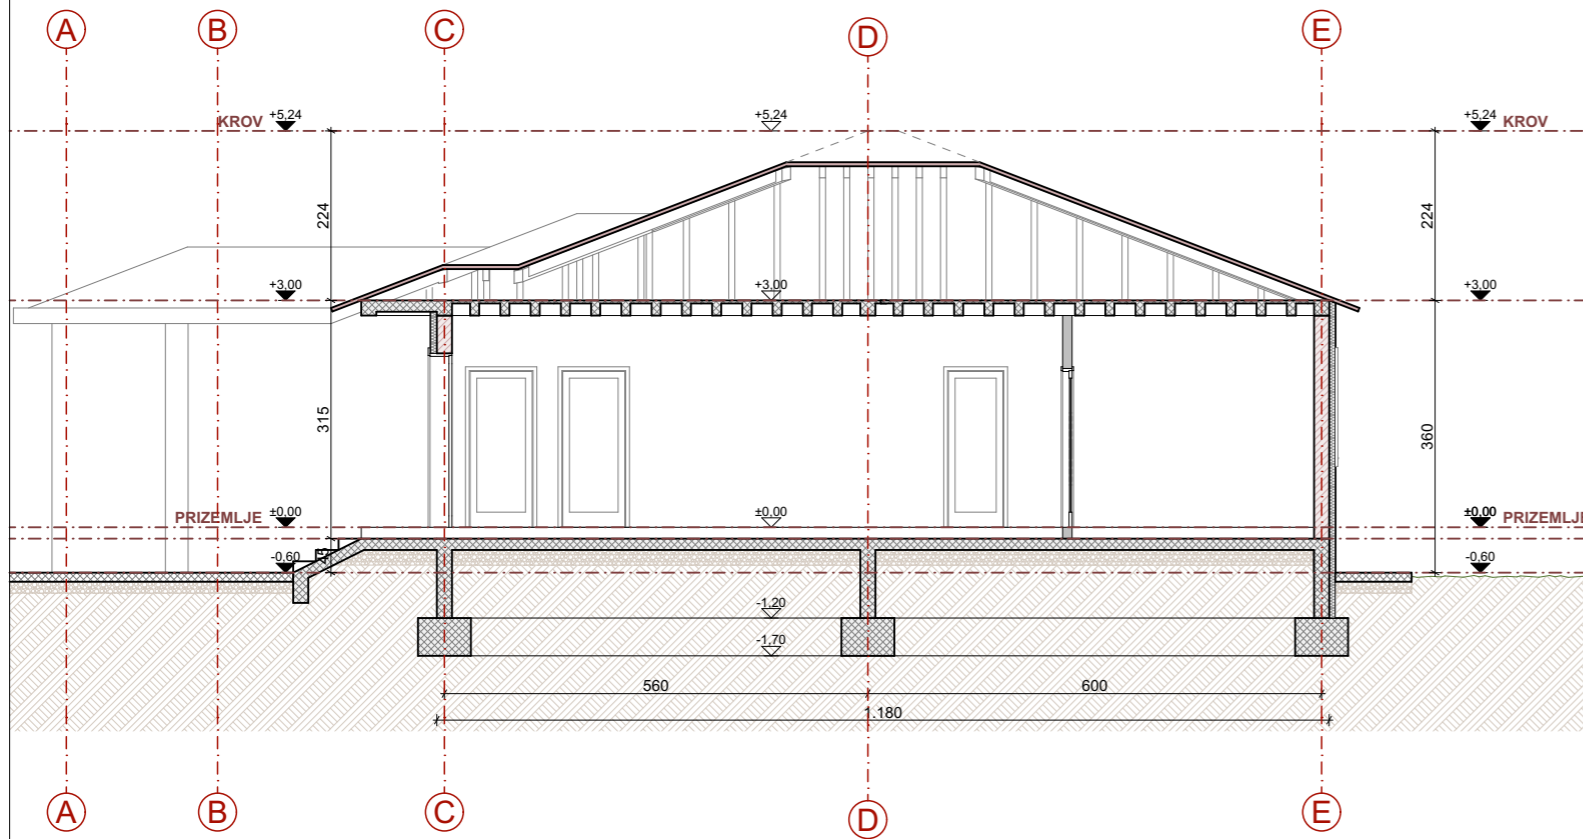 A B C D E
KROV +5,24 +5,24 +5,24 KROV
224 224
+3,00 +3,00 +3,00
315 360
PRIZEMLJE ±0,00 ±0,00 ±0,00 PRIZEMLJE
-0,60 45 -0,60
-1,20
-1,70
560 600
1.180
A B C D E